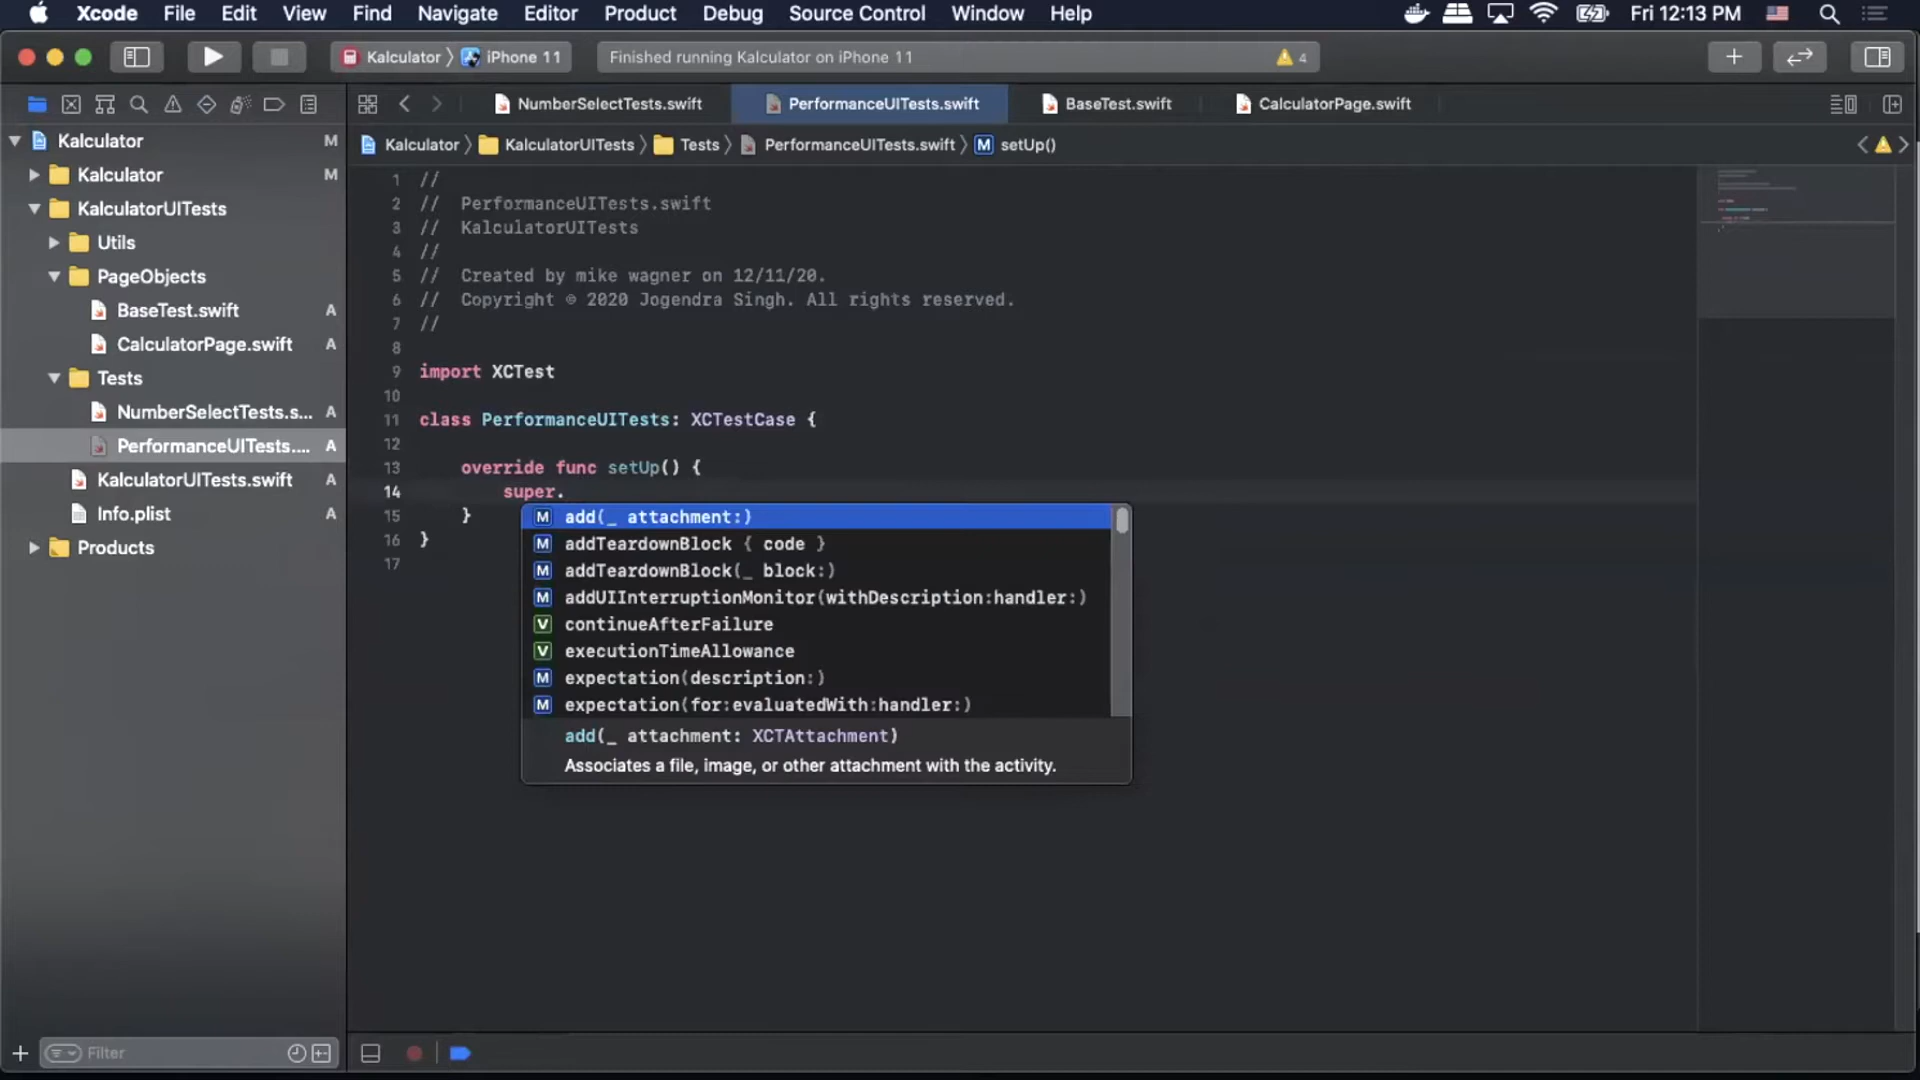 Xcode File Edit View Find Navigate Editor Product Debug Source Control Window Help Fri 12:13 PM
Kalculator iPhone 11 Finished running Kalculator on iPhone 11 4
NumberSelectTests.swift PerformanceUITests.swift BaseTest.swift CalculatorPage.swift
Kalculator KalculatorUITests Tests PerformanceUITests.swift M setUp()
Kalculator M
Kalculator M
KalculatorUITests
Utils
PageObjects
BaseTest.swift A
CalculatorPage.swift A
Tests
NumberSelectTests.s... A
PerformanceUITests.... A
KalculatorUITests.swift A
Info.plist A
Products
Filter
1 //
2 // PerformanceUITests.swift
3 // KalculatorUITests
4 //
5 // Created by mike wagner on 12/11/20.
6 // Copyright © 2020 Jogendra Singh. All rights reserved.
7 //
8
9 import XCTest
10
11 class PerformanceUITests: XCTestCase {
12
13 override func setUp() {
14 super.
15 }
16 }
17
M add(_ attachment:)
M addTeardownBlock { code }
M addTeardownBlock(_ block:)
M addUIInterruptionMonitor(withDescription:handler:)
V continueAfterFailure
V executionTimeAllowance
M expectation(description:)
M expectation(for:evaluatedWith:handler:)
add(_ attachment: XCTAttachment)
Associates a file, image, or other attachment with the activity.